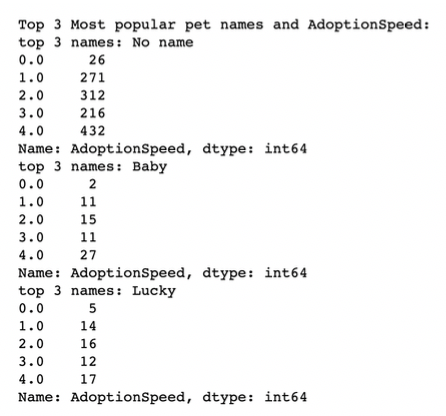 Top 3 Most popular pet names and AdoptionSpeed:
top 3 names: No name
0.0 26
1.0 271
2.0 312
3.0 216
4.0 432
Name: AdoptionSpeed, dtype: int64
top 3 names: Baby
0.0 2
1.0 11
2.0 15
3.0 11
4.0 27
Name: AdoptionSpeed, dtype: int64
top 3 names: Lucky
0.0 5
1.0 14
2.0 16
3.0 12
4.0 17
Name: AdoptionSpeed, dtype: int64